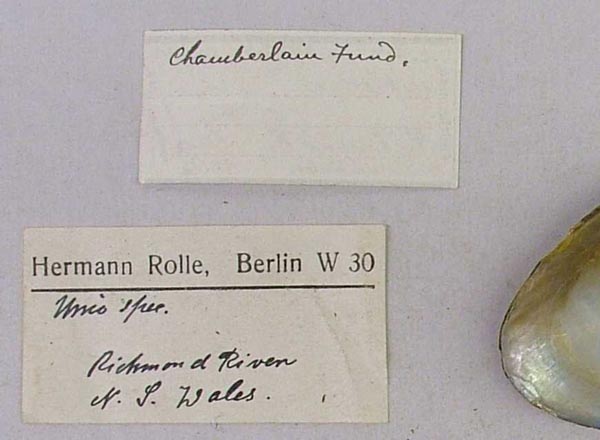 Chamberlain Fund.
Hermann Rolle, Berlin W 30
Unio spec.
Richmond River
N. S. Wales.